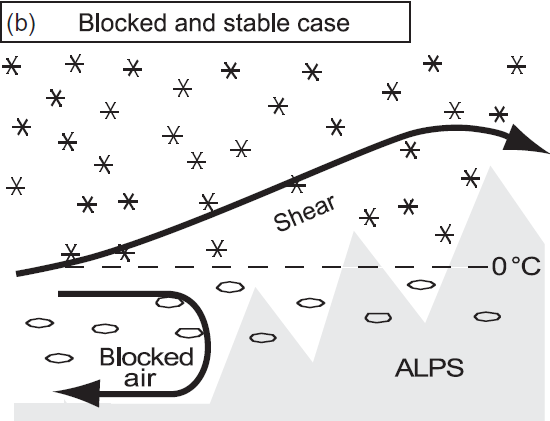 (b) Blocked and stable case
Shear
0 °C
Blocked
air
ALPS